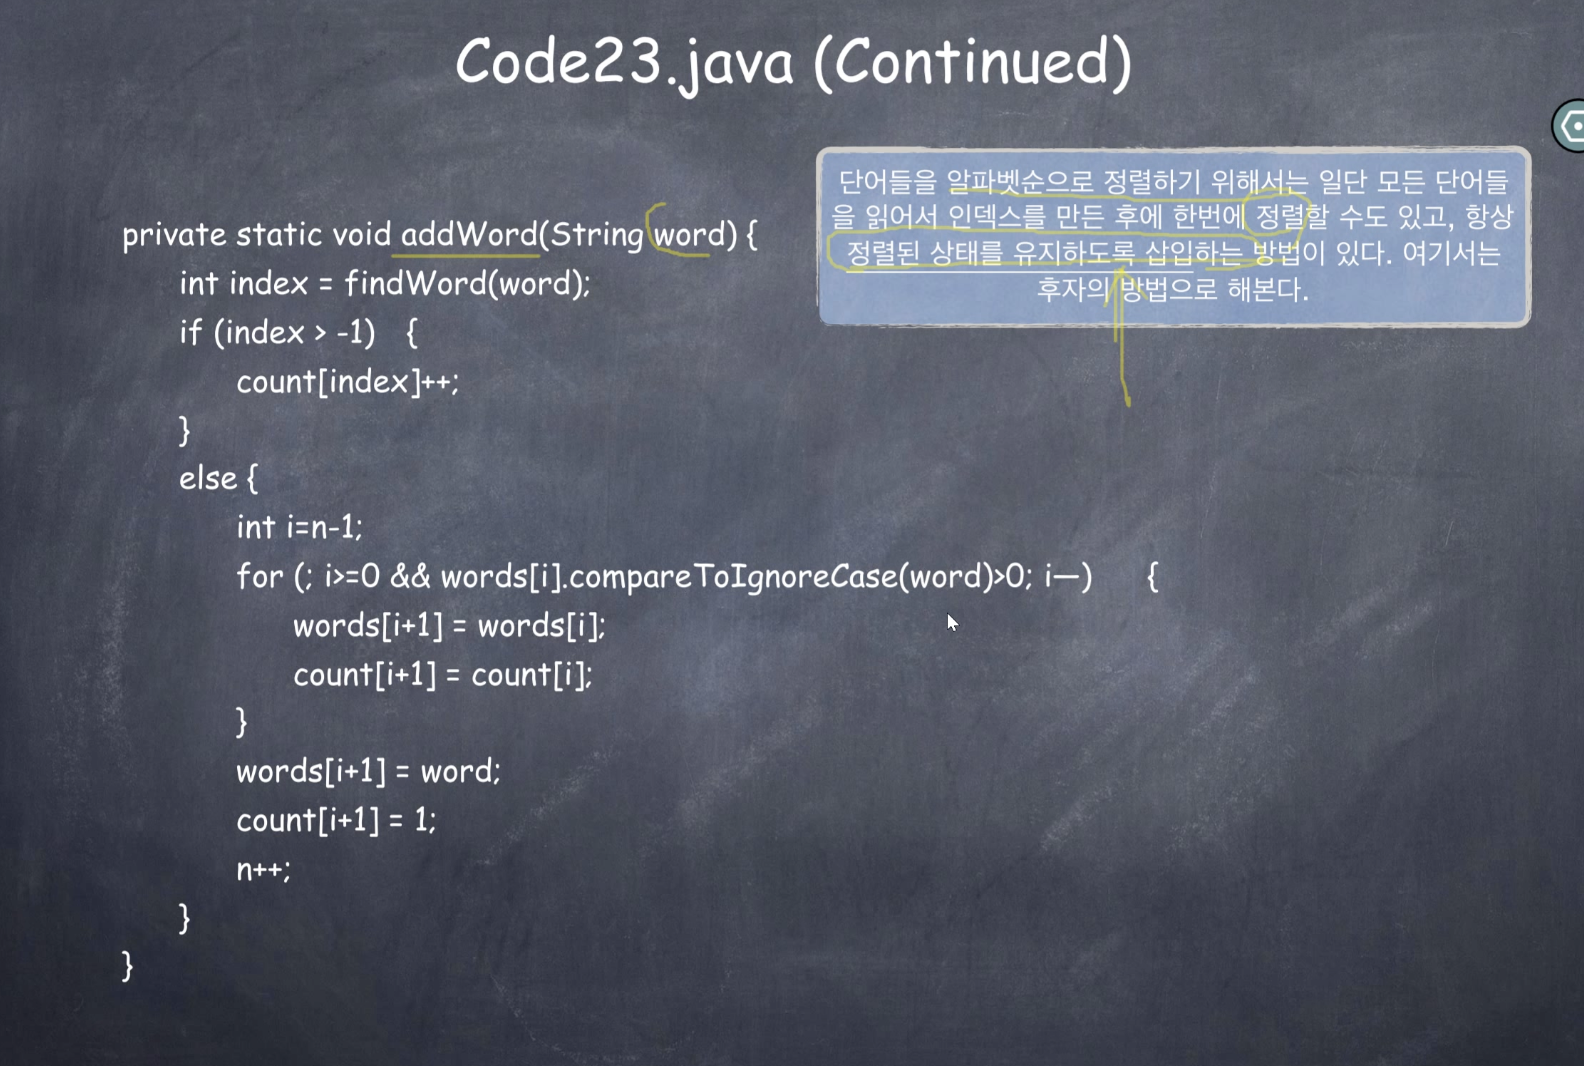 Code23.java (Continued)
단어들을 알파벳순으로 정렬하기 위해서는 일단 모든 단어들
을 읽어서 인덱스를 만든 후에 한번에 정렬할 수도 있고, 항상
정렬된 상태를 유지하도록 삽입하는 방법이 있다. 여기서는
후자의 방법으로 해본다.
private static void addWord(String word) {
int index = findWord(word);
if (index > -1) {
count[index]++;
}
else {
int i=n-1;
for (; i>=0 && words[i].compareToIgnoreCase(word)>0; i—) {
words[i+1] = words[i];
count[i+1] = count[i];
}
words[i+1] = word;
count[i+1] = 1;
n++;
}
}